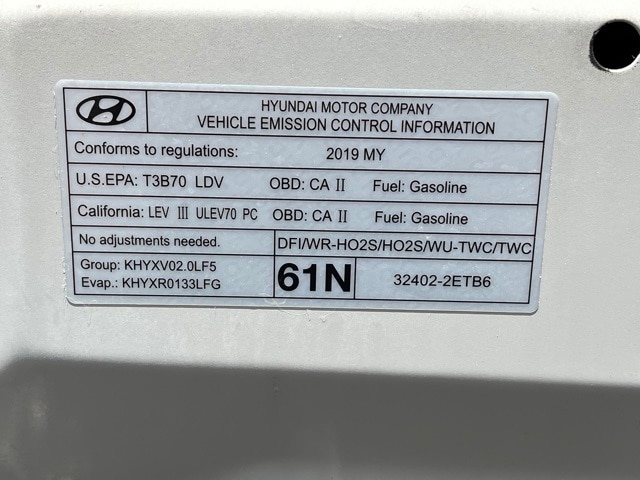 HYUNDAI MOTOR COMPANY
VEHICLE EMISSION CONTROL INFORMATION
Conforms to regulations: 2019 MY
U.S.EPA: T3B70 LDV OBD: CA II Fuel: Gasoline
California: LEV III ULEV70 PC OBD: CA II Fuel: Gasoline
No adjustments needed. DFI/WR-HO2S/HO2S/WU-TWC/TWC
Group: KHYXV02.0LF5
Evap.: KHYXR0133LFG
61N
32402-2ETB6